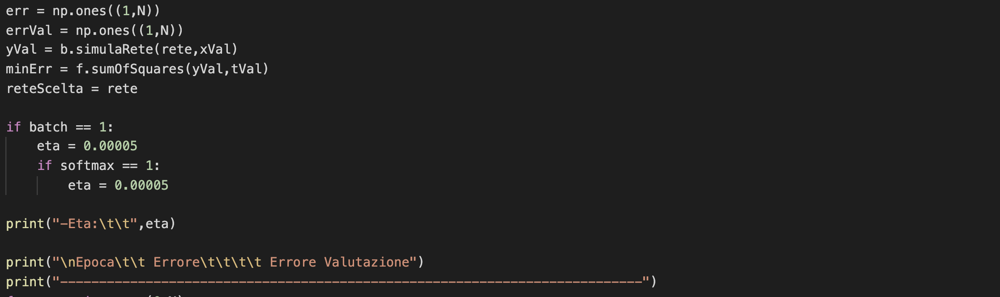 err = np.ones((1,N))
errVal = np.ones((1,N))
yVal = b.simulaRete(rete,xVal)
minErr = f.sumOfSquares(yVal,tVal)
reteScelta = rete
if batch == 1:
eta = 0.00005
if softmax == 1:
eta = 0.00005
print("-Eta:\t\t",eta)
print("\nEpoca\t\t Errore\t\t\t\t Errore Valutazione")
print("---------------------------------------------------------------------------")